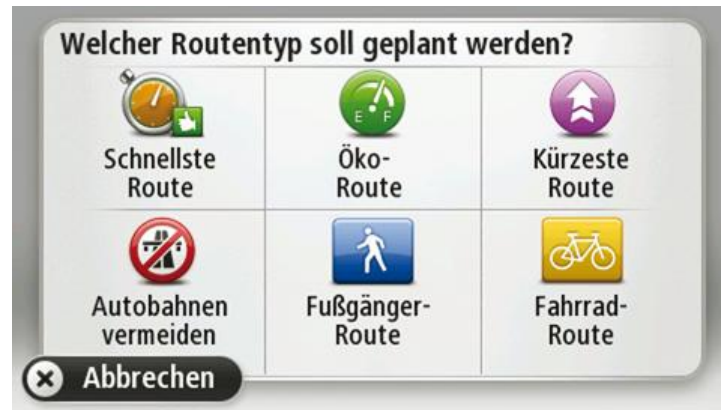 Welcher Routentyp soll geplant werden?
Schnellste
Route
Öko-
Route
Kürzeste
Route
Autobahnen
vermeiden
Fußgänger-
Route
Fahrrad-
Route
Abbrechen
E F